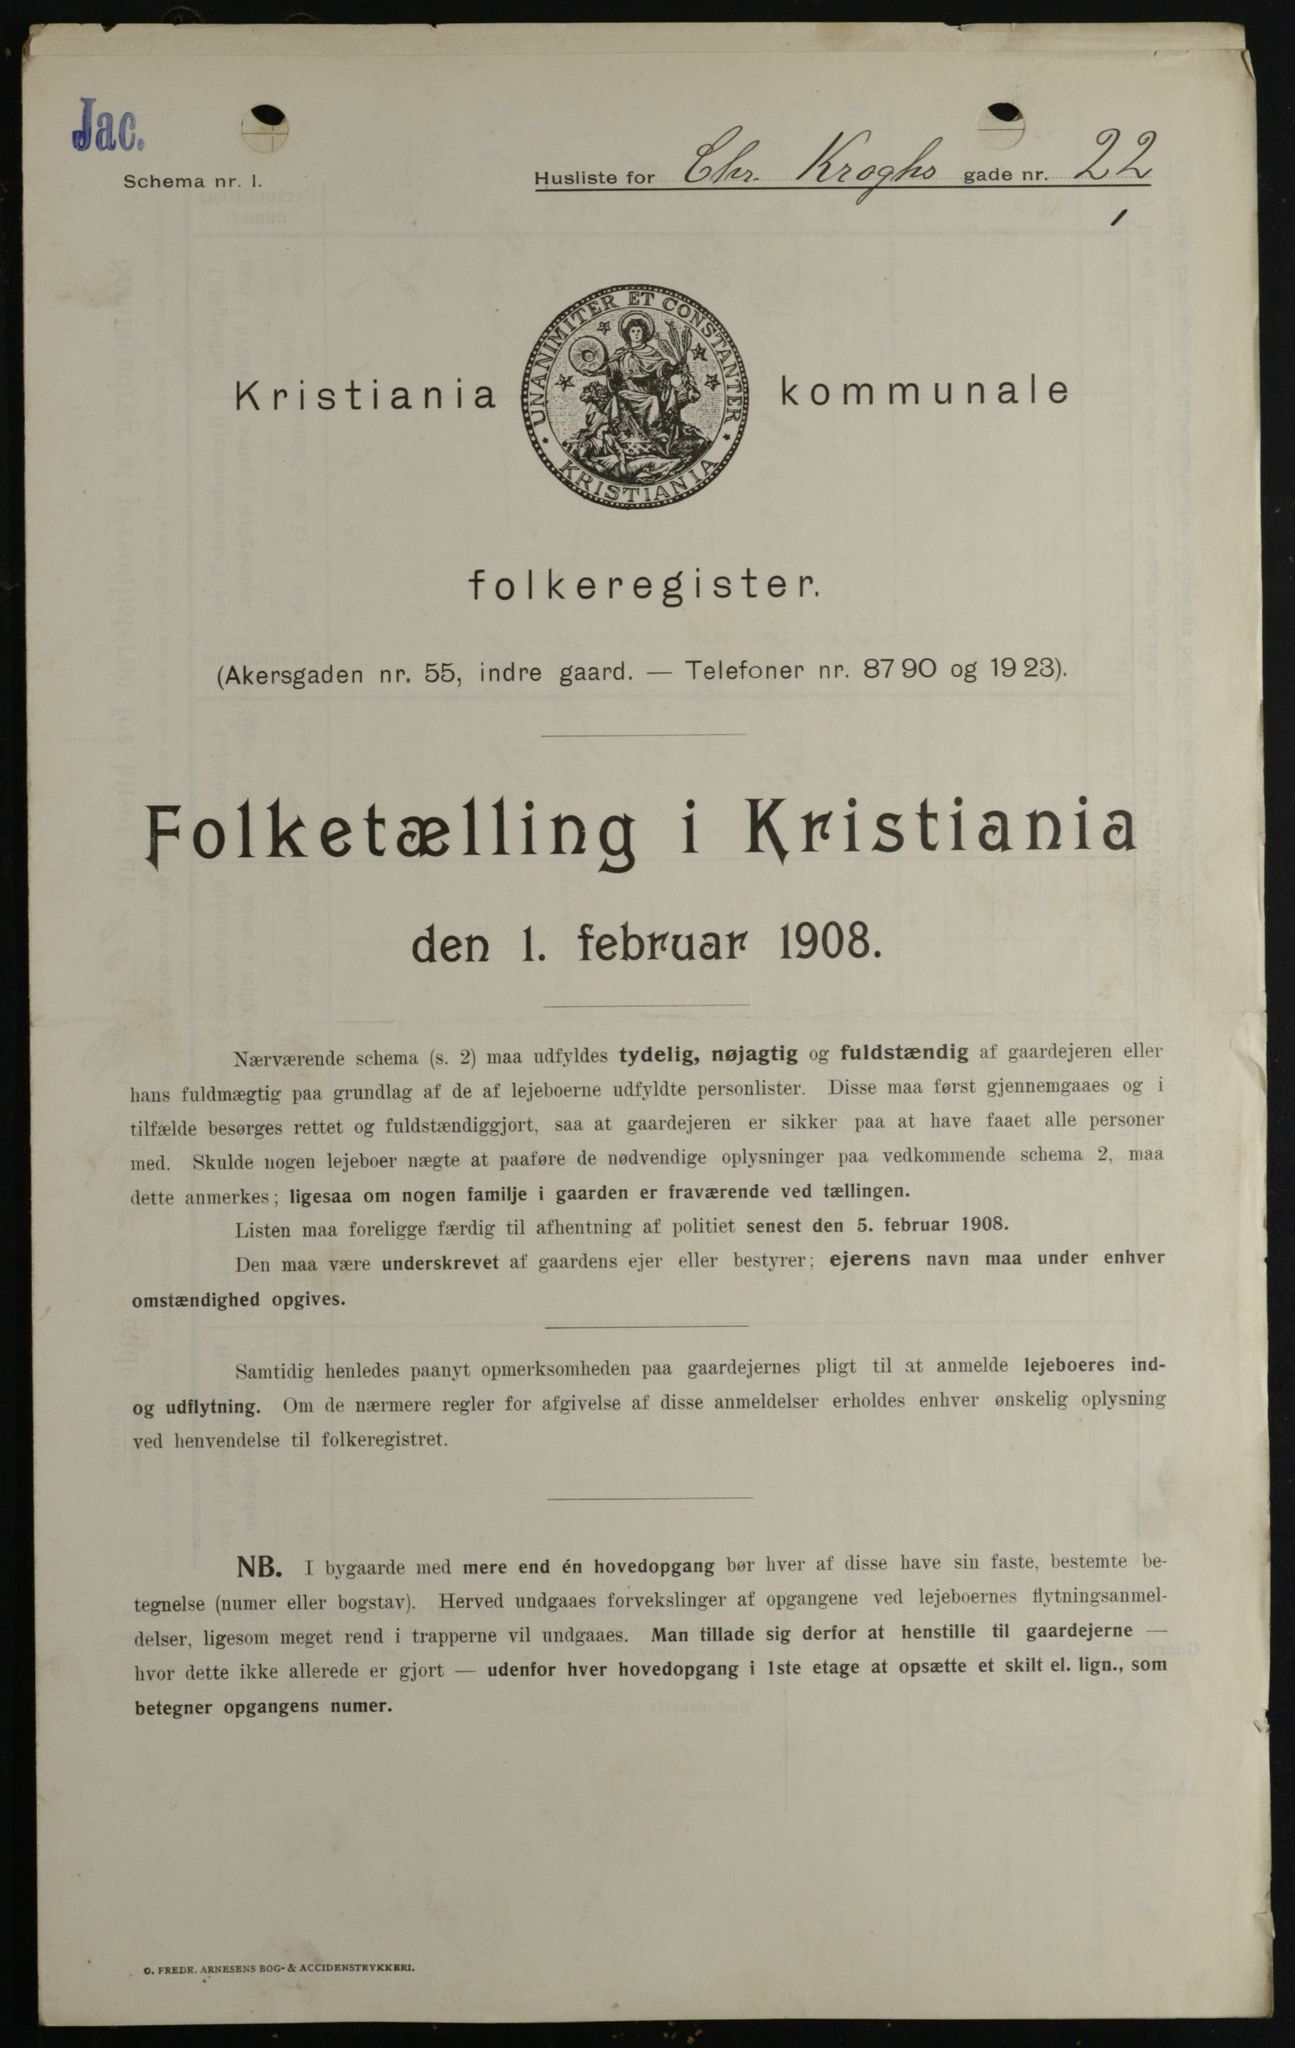 Jac.
Schema nr. 1.
Husliste for Chr. Kroghs gade nr. 22
1
UNANIMITER ET CONSTANTER
KRISTIANIA
Kristiania kommunale
folkeregister.
(Akersgaden nr. 55, indre gaard. — Telefoner nr. 8790 og 1923).
Folketælling i Kristiania
den 1. februar 1908.
Nærværende schema (s. 2) maa udfyldes tydelig, nøjagtig og fuldstændig af gaardejeren eller
hans fuldmægtig paa grundlag af de af lejeboerne udfyldte personlister. Disse maa først gjennemgaaes og i
tilfælde besørges rettet og fuldstændiggjort, saa at gaardejeren er sikker paa at have faaet alle personer
med. Skulde nogen lejeboer nægte at paaføre de nødvendige oplysninger paa vedkommende schema 2, maa
dette anmerkes; ligesaa om nogen familje i gaarden er fraværende ved tællingen.
Listen maa foreligge færdig til afhentning af politiet senest den 5. februar 1908.
Den maa være underskrevet af gaardens ejer eller bestyrer; ejerens navn maa under enhver
omstændighed opgives.
Samtidig henledes paanyt opmerksomheden paa gaardejernes pligt til at anmelde lejeboeres ind-
og udflytning. Om de nærmere regler for afgivelse af disse anmeldelser erholdes enhver ønskelig oplysning
ved henvendelse til folkeregistret.
NB. I bygaarde med mere end én hovedopgang bør hver af disse have sin faste, bestemte be-
tegnelse (numer eller bogstav). Herved undgaaes forvekslinger af opgangene ved lejeboernes flytningsanmel-
delser, ligesom meget rend i trapperne vil undgaaes. Man tillade sig derfor at henstille til gaardejerne —
hvor dette ikke allerede er gjort — udenfor hver hovedopgang i 1ste etage at opsætte et skilt el. lign., som
betegner opgangens numer.
O. FREDR. ARNESENS BOG- & ACCIDENSTRYKKERI.